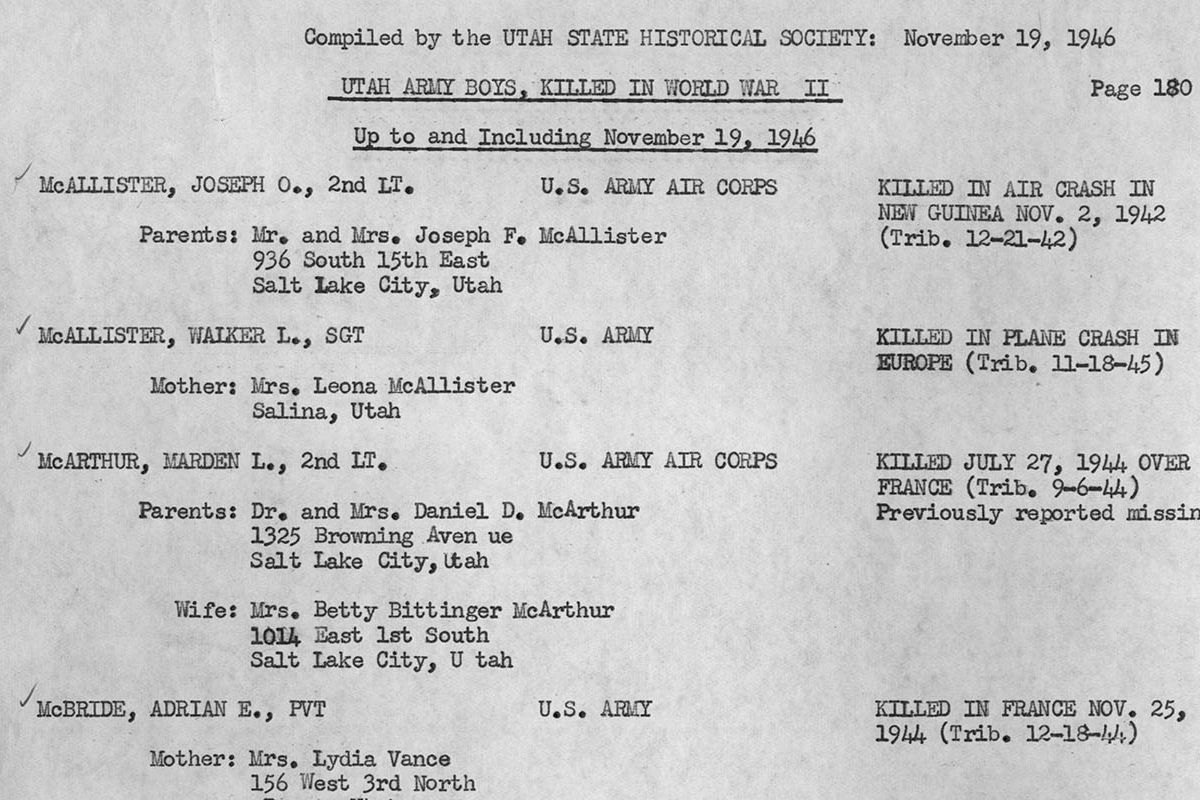 Compiled by the UTAH STATE HISTORICAL SOCIETY: November 19, 1946
UTAH ARMY BOYS, KILLED IN WORLD WAR II
Page 180
Up to and Including November 19, 1946
McALLISTER, JOSEPH O., 2nd LT. U.S. ARMY AIR CORPS KILLED IN AIR CRASH IN
NEW GUINEA NOV. 2, 1942
Parents: Mr. and Mrs. Joseph F. McAllister (Trib. 12-21-42)
936 South 15th East
Salt Lake City, Utah
McALLISTER, WALKER L., SGT U.S. ARMY KILLED IN PLANE CRASH IN
EUROPE (Trib. 11-18-45)
Mother: Mrs. Leona McAllister
Salina, Utah
McARTHUR, MARDEN L., 2nd LT. U.S. ARMY AIR CORPS KILLED JULY 27, 1944 OVER
FRANCE (Trib. 9-6-44)
Parents: Dr. and Mrs. Daniel D. McArthur Previously reported missin
1325 Browning Aven ue
Salt Lake City, Utah
Wife: Mrs. Betty Bittinger McArthur
1014 East 1st South
Salt Lake City, U tah
McBRIDE, ADRIAN E., PVT U.S. ARMY KILLED IN FRANCE NOV. 25,
1944 (Trib. 12-18-44)
Mother: Mrs. Lydia Vance
156 West 3rd North